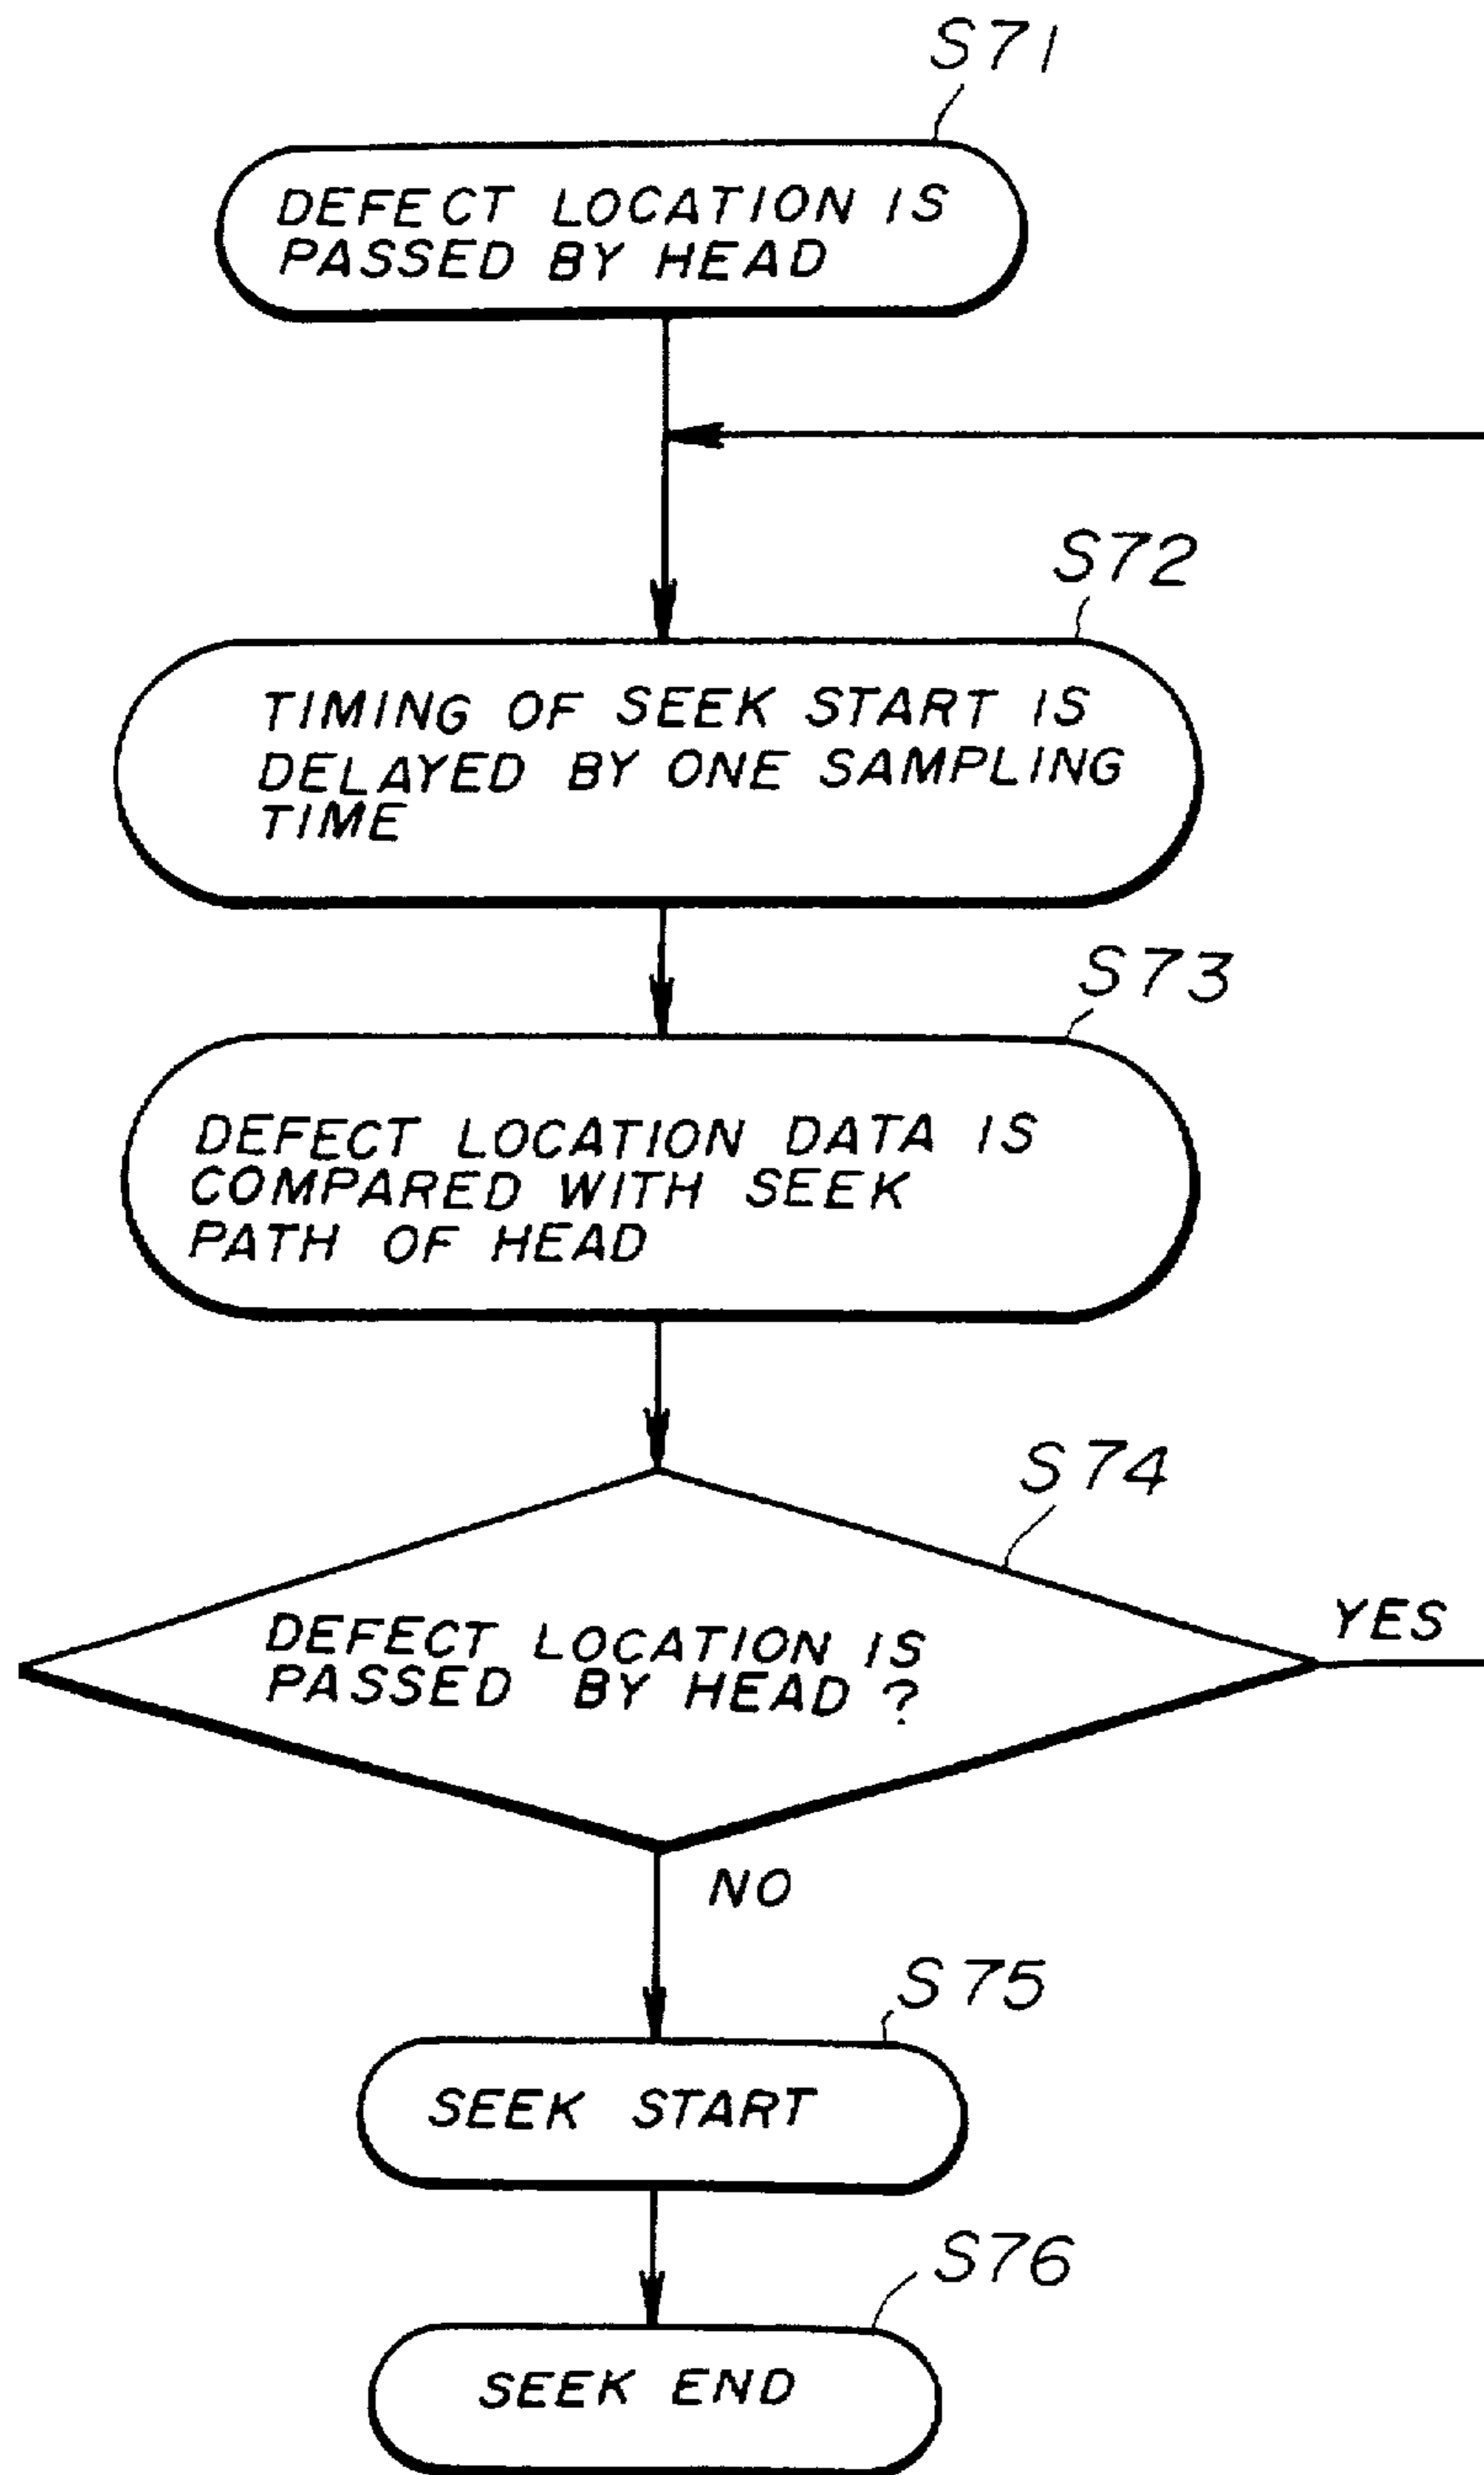 S71
DEFECT LOCATION IS
PASSED BY HEAD
S72
TIMING OF SEEK START IS
DELAYED BY ONE SAMPLING
TIME
S73
DEFECT LOCATION DATA IS
COMPARED WITH SEEK
PATH OF HEAD
S74
DEFECT LOCATION IS
PASSED BY HEAD ?
YES
NO
S75
SEEK START
S76
SEEK END